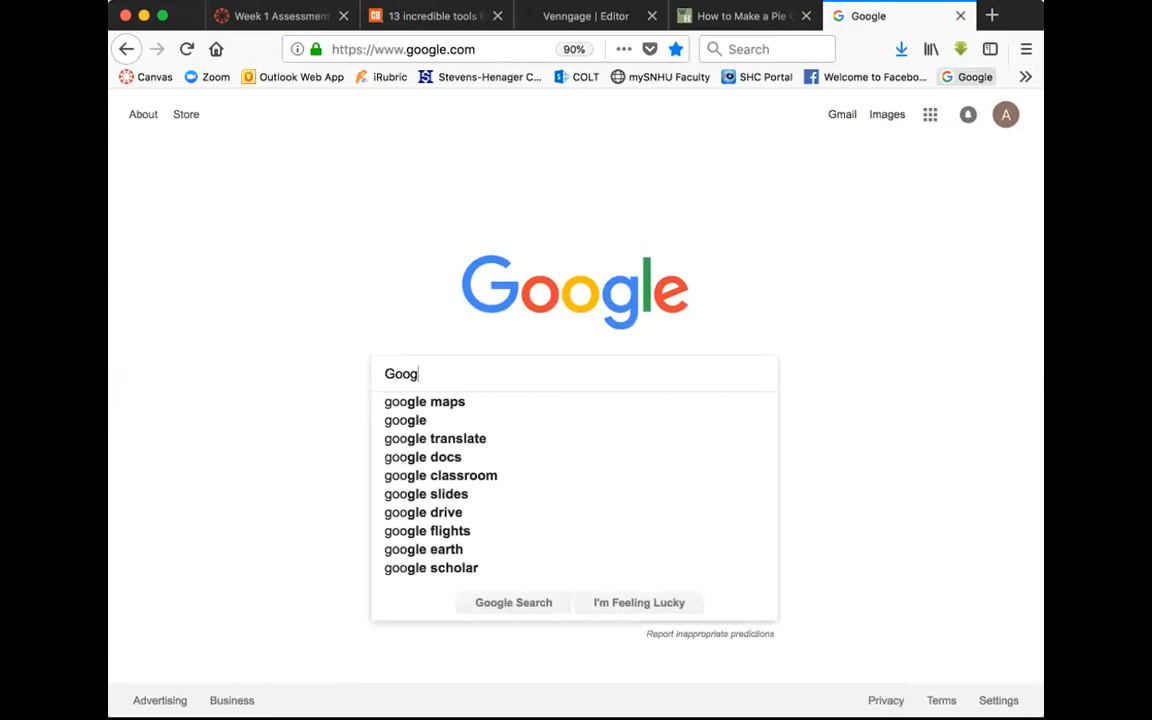 Week 1 Assessment
13 incredible tools
Venngage | Editor
How to Make a Pie
Google
https://www.google.com
90%
Search
Canvas
Zoom
Outlook Web App
iRubric
Stevens-Henager C...
COLT
mySNHU Faculty
SHC Portal
Welcome to Facebo...
Google
About
Store
Gmail
Images
A
Google
Goog
google maps
google
google translate
google docs
google classroom
google slides
google drive
google flights
google earth
google scholar
Google Search
I'm Feeling Lucky
Report inappropriate predictions
Advertising
Business
Privacy
Terms
Settings